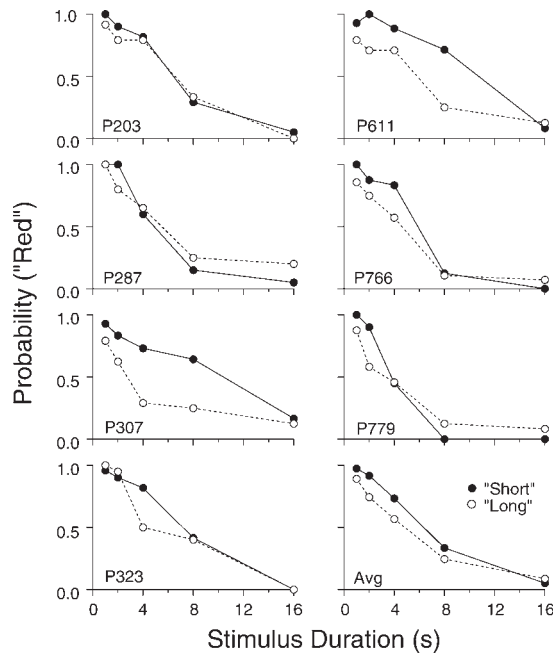 Probability ("Red")
1.0
0.5
0.0
P203
P611
1.0
0.5
0.0
P287
P766
1.0
0.5
0.0
P307
P779
1.0
0.5
0.0
P323
Avg
"Short"
"Long"
0 4 8 12 16
0 4 8 12 16
Stimulus Duration (s)